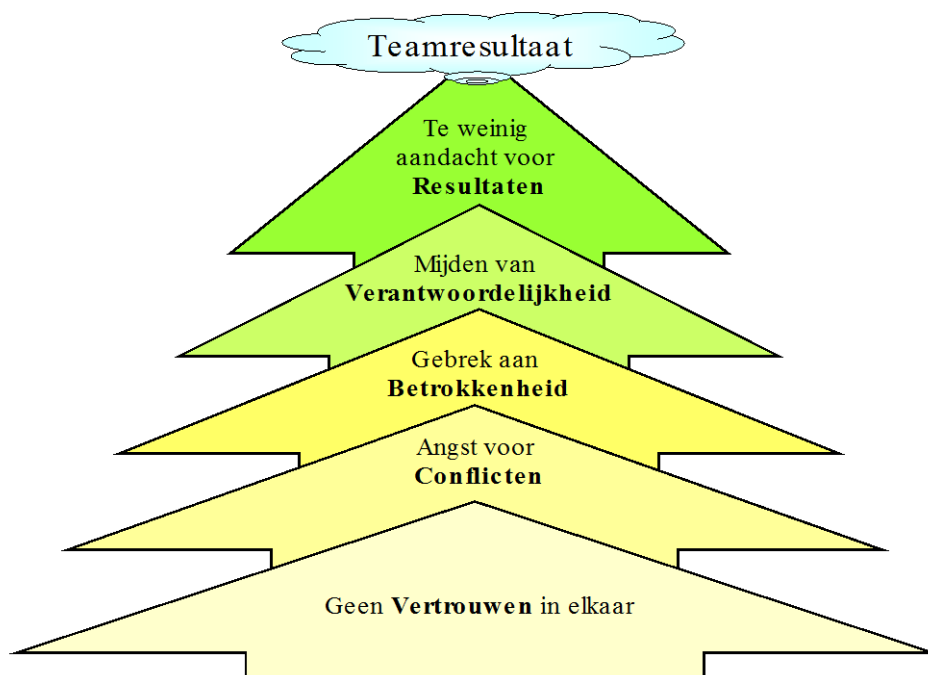 Teamresultaat
Te weinig
aandacht voor
Resultaten
Mijden van
Verantwoordelijkheid
Gebrek aan
Betrokkenheid
Angst voor
Conflicten
Geen Vertrouwen in elkaar